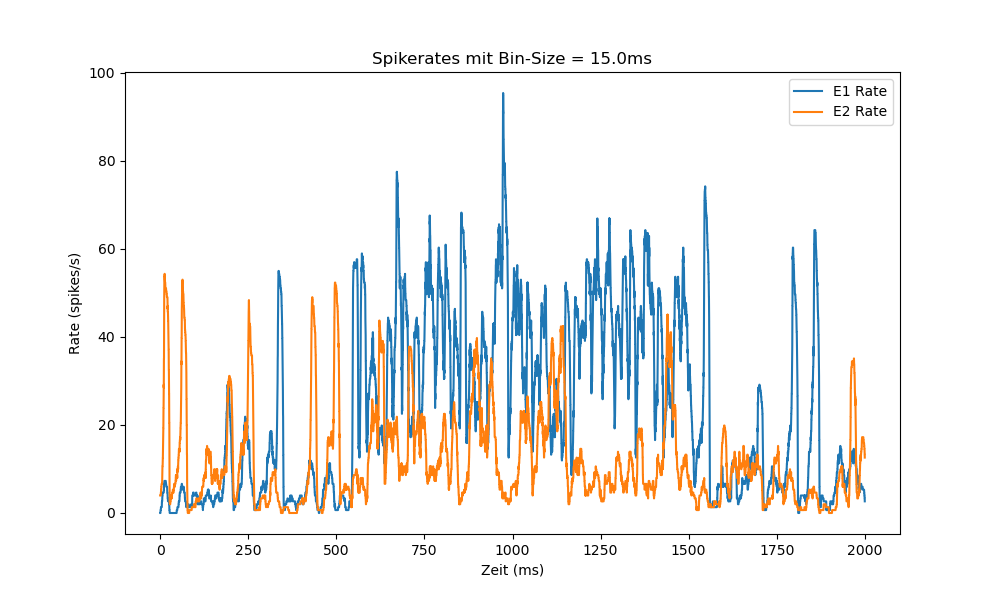 Spikerates mit Bin-Size = 15.0ms
E1 Rate
E2 Rate
100
80
60
40
20
0
Rate (spikes/s)
0 250 500 750 1000 1250 1500 1750 2000
Zeit (ms)